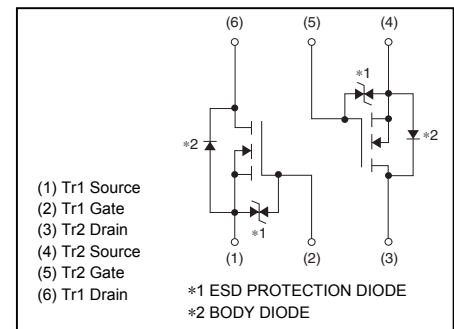 (6) (5) (4)
*1
*2
*2
(1) Tr1 Source
(2) Tr1 Gate
(3) Tr2 Drain
(4) Tr2 Source
(5) Tr2 Gate
(6) Tr1 Drain
*1
(1) (2) (3)
*1 ESD PROTECTION DIODE
*2 BODY DIODE